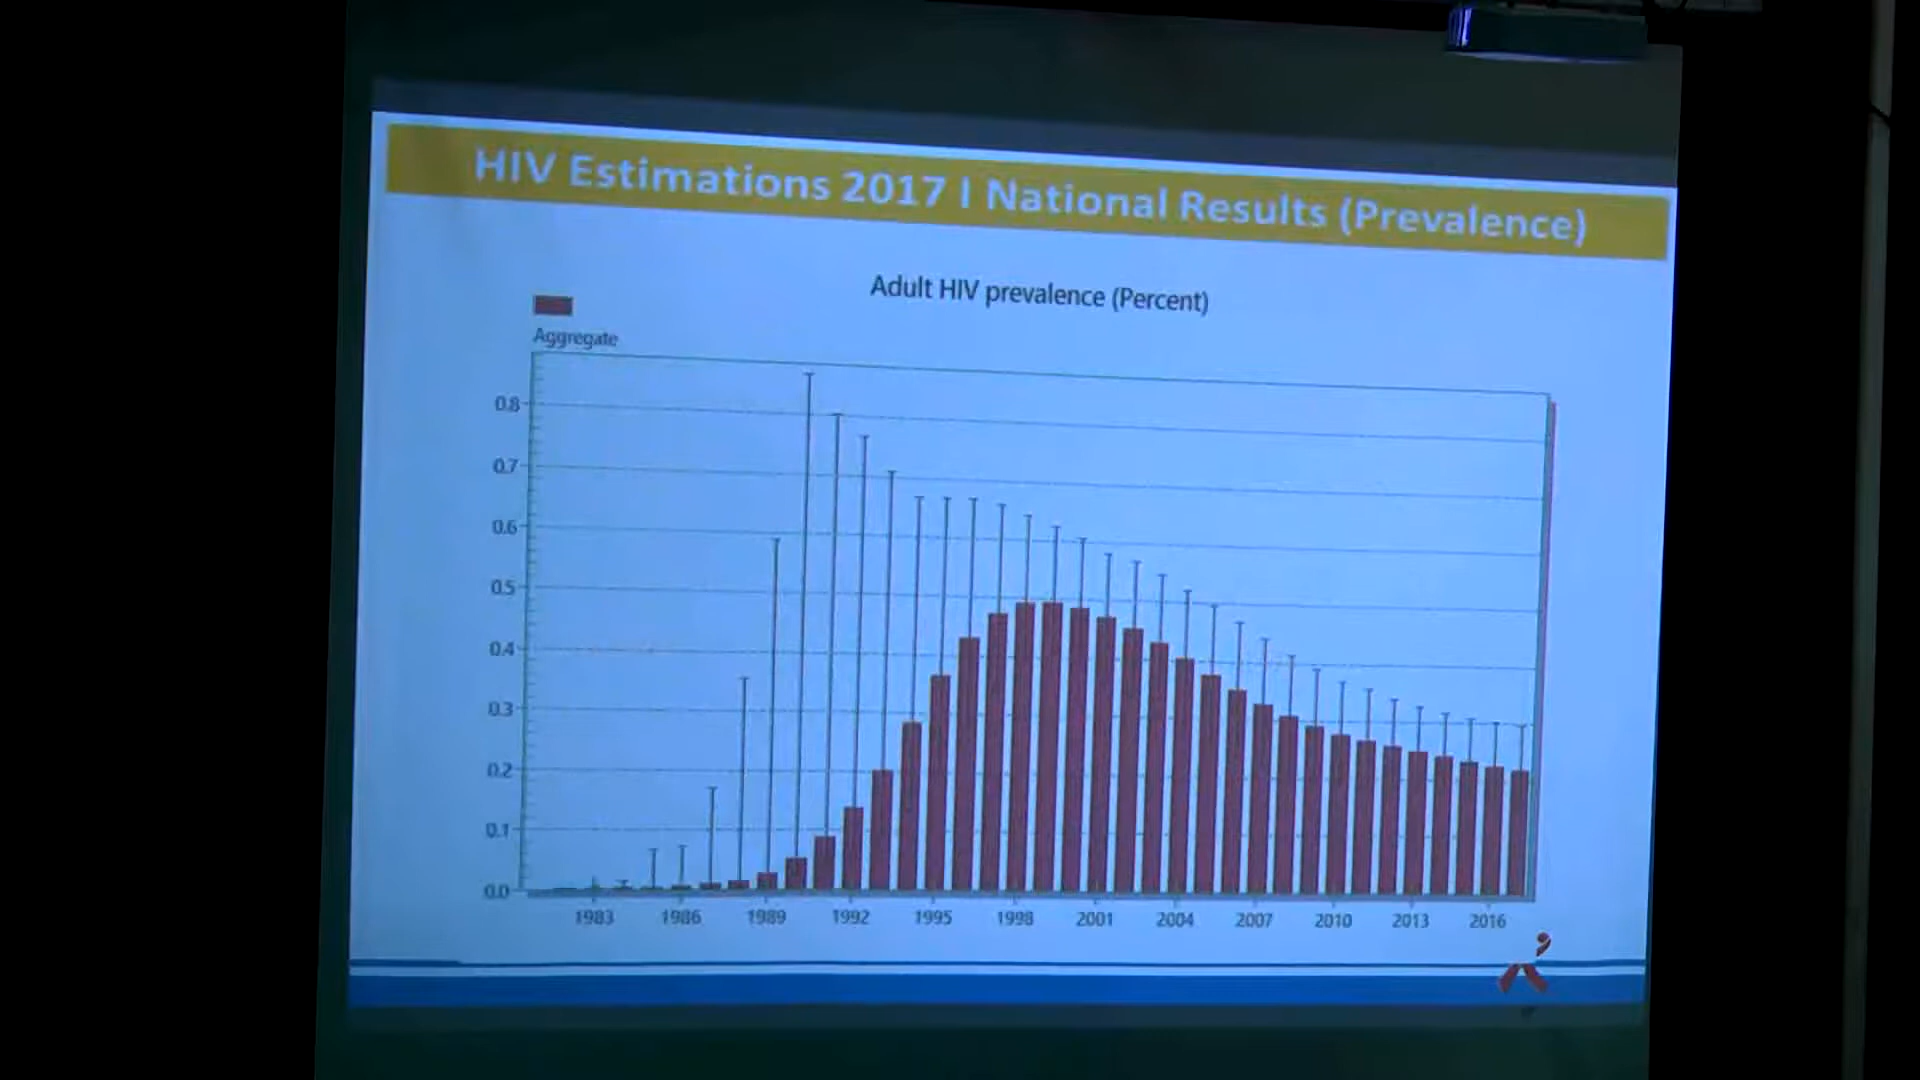 HIV Estimations 2017 I National Results (Prevalence)
Adult HIV prevalence (Percent)
Aggregate
0.8
0.7
0.6
0.5
0.4
0.3
0.2
0.1
0.0
1983 1986 1989 1992 1995 1998 2001 2004 2007 2010 2013 2016